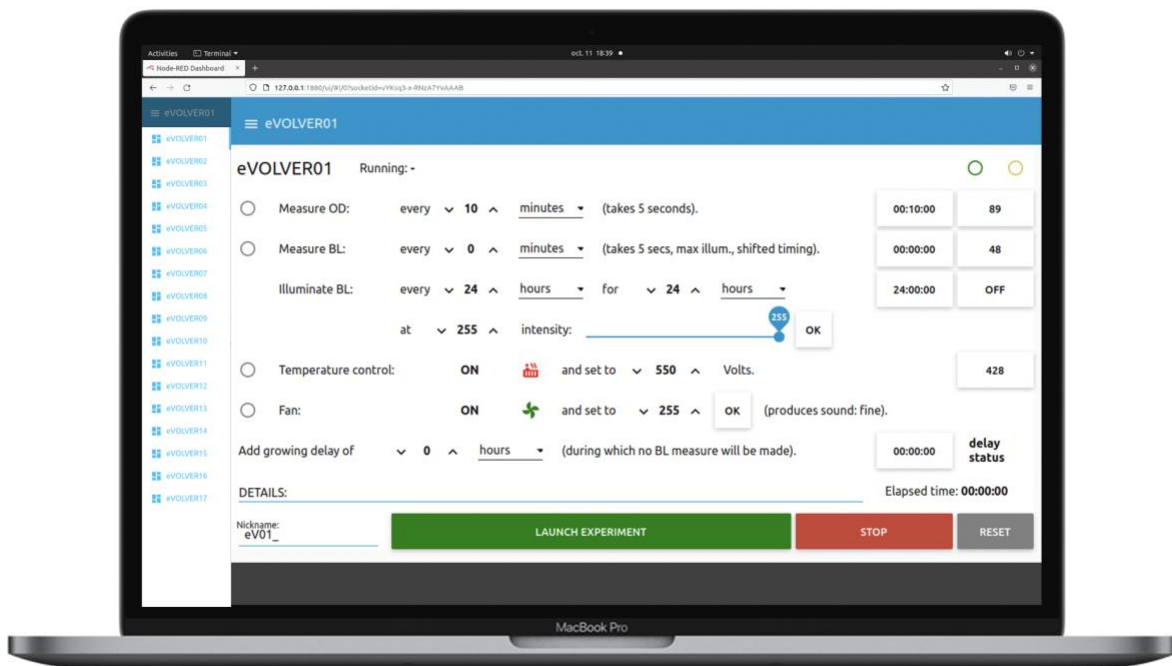 Activities Terminal
oct. 11 18:39
Node-RED Dashboard
127.0.0.1:1880/ui/#!/0?socketid=vYKsq3-x-RNzA7YvAAAB
eVOLVER01
eVOLVER01
eVOLVER01
eVOLVER02
eVOLVER03
eVOLVER04
eVOLVER05
eVOLVER06
eVOLVER07
eVOLVER08
eVOLVER09
eVOLVER10
eVOLVER11
eVOLVER12
eVOLVER13
eVOLVER14
eVOLVER15
eVOLVER16
eVOLVER17
eVOLVER01 Running: -
Measure OD: every 10 minutes (takes 5 seconds). 00:10:00 89
Measure BL: every 0 minutes (takes 5 secs, max illum., shifted timing). 00:00:00 48
Illuminate BL: every 24 hours for 24 hours 24:00:00 OFF
255
at 255 intensity: OK
Temperature control: ON and set to 550 Volts. 428
Fan: ON and set to 255 OK (produces sound: fine).
Add growing delay of 0 hours (during which no BL measure will be made). 00:00:00 delay status
DETAILS: Elapsed time: 00:00:00
Nickname:
eV01_
LAUNCH EXPERIMENT STOP RESET
MacBook Pro